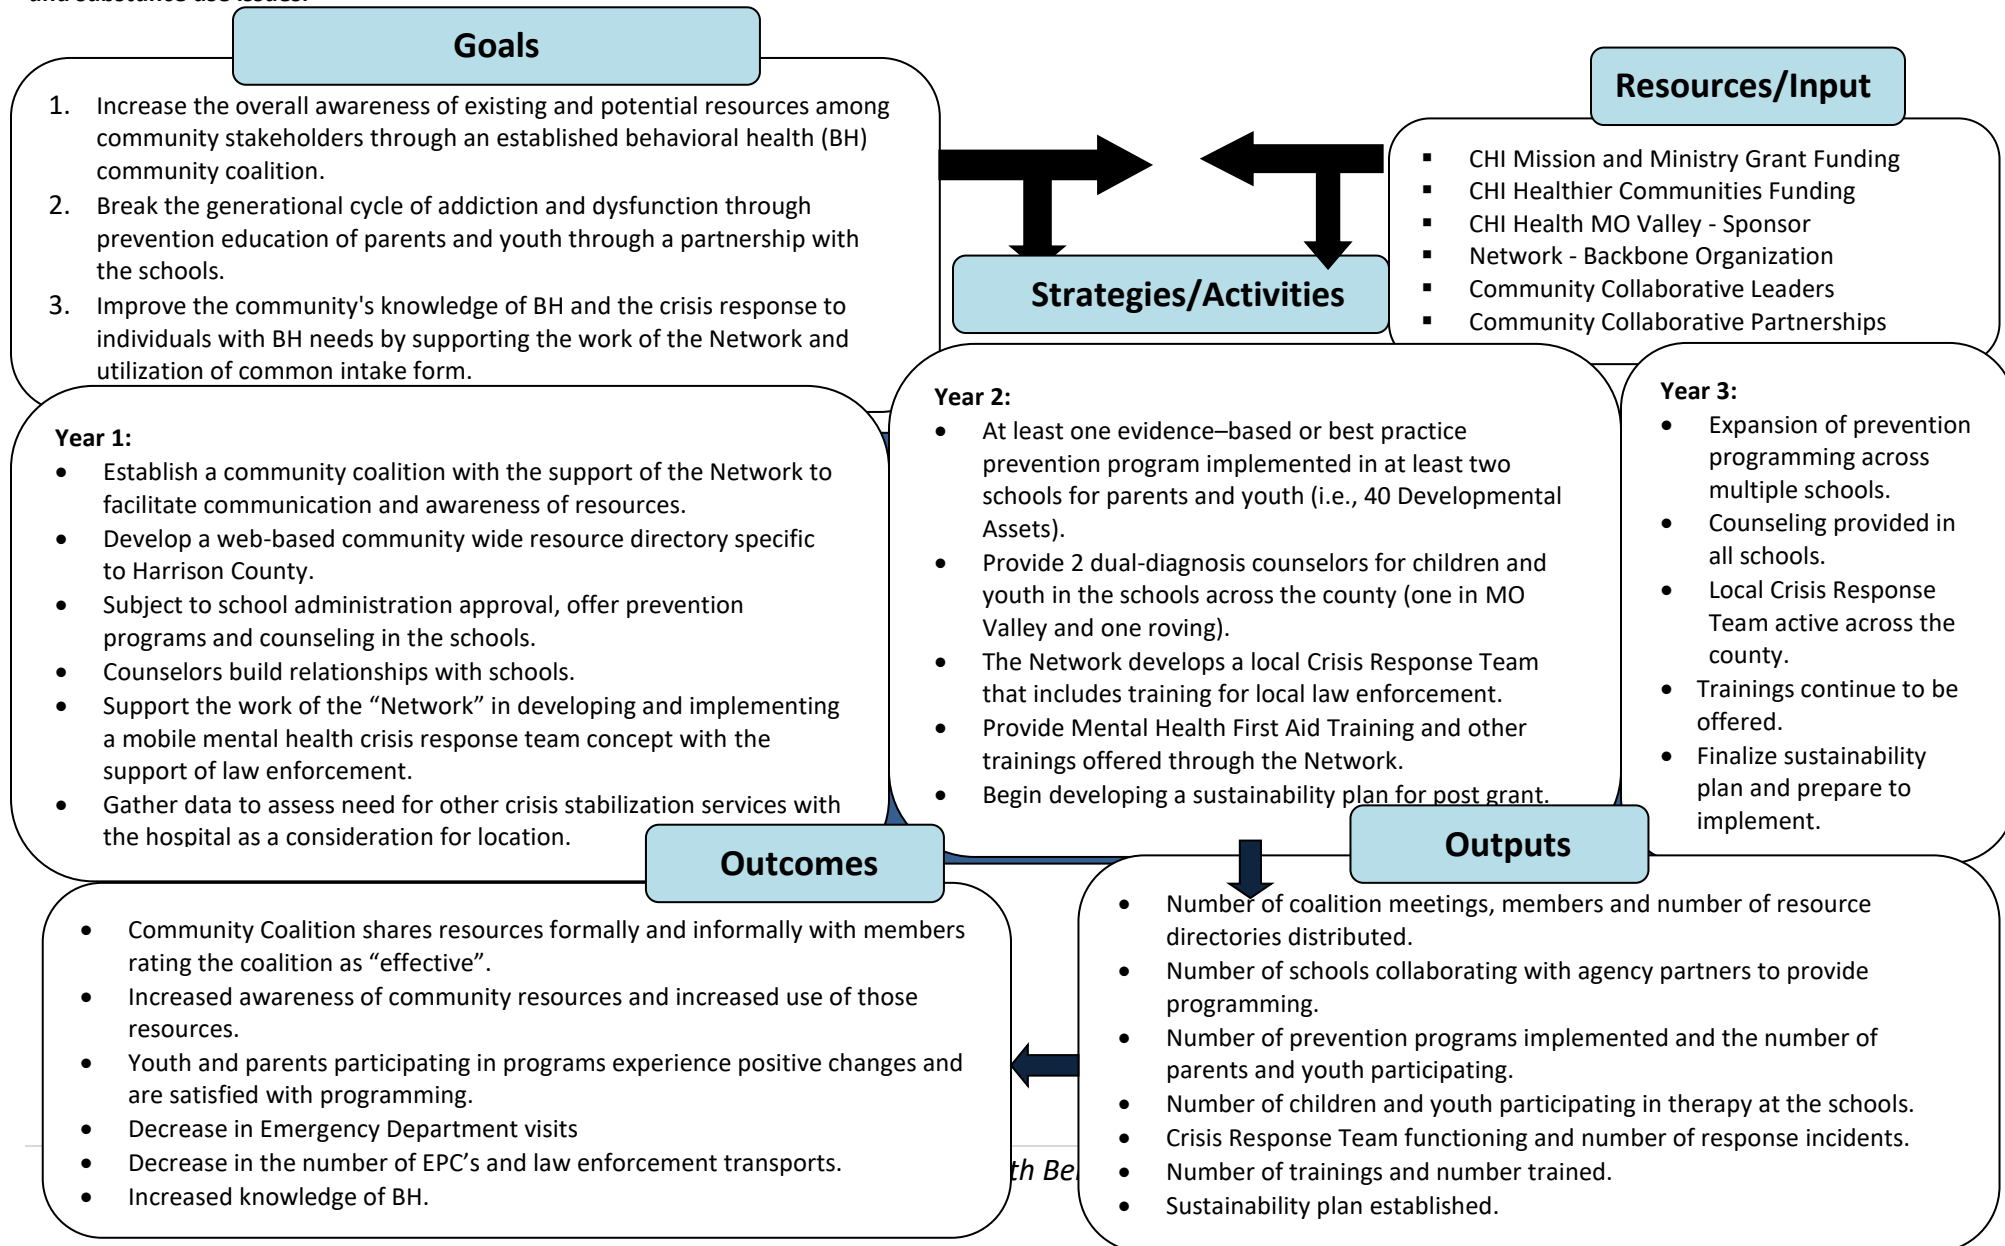 and substance use issues.
Goals
1. Increase the overall awareness of existing and potential resources among
community stakeholders through an established behavioral health (BH)
community coalition.
2. Break the generational cycle of addiction and dysfunction through
prevention education of parents and youth through a partnership with
the schools.
3. Improve the community's knowledge of BH and the crisis response to
individuals with BH needs by supporting the work of the Network and
utilization of common intake form.
Resources/Input
▪ CHI Mission and Ministry Grant Funding
▪ CHI Healthier Communities Funding
▪ CHI Health MO Valley - Sponsor
▪ Network - Backbone Organization
▪ Community Collaborative Leaders
▪ Community Collaborative Partnerships
Strategies/Activities
Year 1:
• Establish a community coalition with the support of the Network to
facilitate communication and awareness of resources.
• Develop a web-based community wide resource directory specific
to Harrison County.
• Subject to school administration approval, offer prevention
programs and counseling in the schools.
• Counselors build relationships with schools.
• Support the work of the “Network” in developing and implementing
a mobile mental health crisis response team concept with the
support of law enforcement.
• Gather data to assess need for other crisis stabilization services with
the hospital as a consideration for location.
Year 2:
• At least one evidence–based or best practice
prevention program implemented in at least two
schools for parents and youth (i.e., 40 Developmental
Assets).
• Provide 2 dual-diagnosis counselors for children and
youth in the schools across the county (one in MO
Valley and one roving).
• The Network develops a local Crisis Response Team
that includes training for local law enforcement.
• Provide Mental Health First Aid Training and other
trainings offered through the Network.
• Begin developing a sustainability plan for post grant.
Year 3:
• Expansion of prevention
programming across
multiple schools.
• Counseling provided in
all schools.
• Local Crisis Response
Team active across the
county.
• Trainings continue to be
offered.
• Finalize sustainability
plan and prepare to
implement.
Outcomes
• Community Coalition shares resources formally and informally with members
rating the coalition as “effective”.
• Increased awareness of community resources and increased use of those
resources.
• Youth and parents participating in programs experience positive changes and
are satisfied with programming.
• Decrease in Emergency Department visits
• Decrease in the number of EPC’s and law enforcement transports.
• Increased knowledge of BH.
Outputs
• Number of coalition meetings, members and number of resource
directories distributed.
• Number of schools collaborating with agency partners to provide
programming.
• Number of prevention programs implemented and the number of
parents and youth participating.
• Number of children and youth participating in therapy at the schools.
• Crisis Response Team functioning and number of response incidents.
• Number of trainings and number trained.
• Sustainability plan established.
th Be